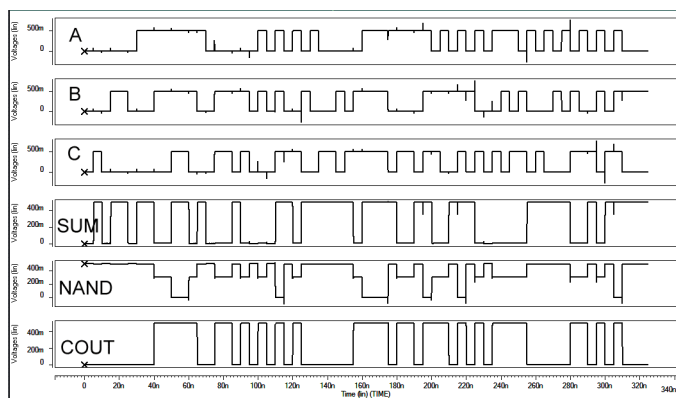 Voltages (lin)
500m
0
A
Voltages (lin)
500m
0
B
Voltages (lin)
500m
0
C
Voltages (lin)
400m
200m
0
SUM
Voltages (lin)
400m
200m
0
NAND
Voltages (lin)
400m
200m
0
COUT
0 20n 40n 60n 80n 100n 120n 140n 160n 180n 200n 220n 240n 260n 280n 300n 320n 340n
Time (lin) (TIME)